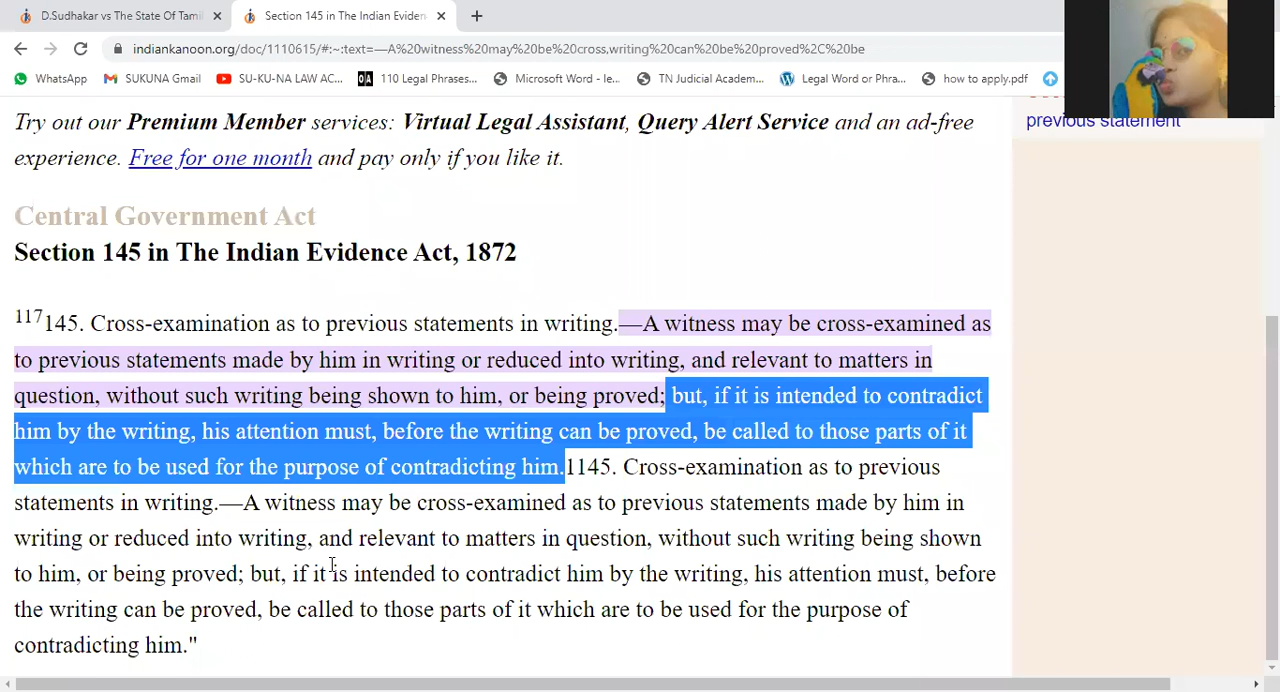 D.Sudhakar vs The State Of Tamil
Section 145 in The Indian Eviden
indiankanoon.org/doc/1110615/#:~:text=—A%20witness%20may%20be%20cross,writing%20can%20be%20proved%2C%20be
WhatsApp SUKUNA Gmail SU-KU-NA LAW AC... 110 Legal Phrases... Microsoft Word - le... TN Judicial Academ... Legal Word or Phra... how to apply.pdf
Try out our Premium Member services: Virtual Legal Assistant, Query Alert Service and an ad-free
experience. Free for one month and pay only if you like it.
previous statement
Central Government Act
Section 145 in The Indian Evidence Act, 1872
117145. Cross-examination as to previous statements in writing.—A witness may be cross-examined as
to previous statements made by him in writing or reduced into writing, and relevant to matters in
question, without such writing being shown to him, or being proved; but, if it is intended to contradict
him by the writing, his attention must, before the writing can be proved, be called to those parts of it
which are to be used for the purpose of contradicting him.1145. Cross-examination as to previous
statements in writing.—A witness may be cross-examined as to previous statements made by him in
writing or reduced into writing, and relevant to matters in question, without such writing being shown
to him, or being proved; but, if it is intended to contradict him by the writing, his attention must, before
the writing can be proved, be called to those parts of it which are to be used for the purpose of
contradicting him."